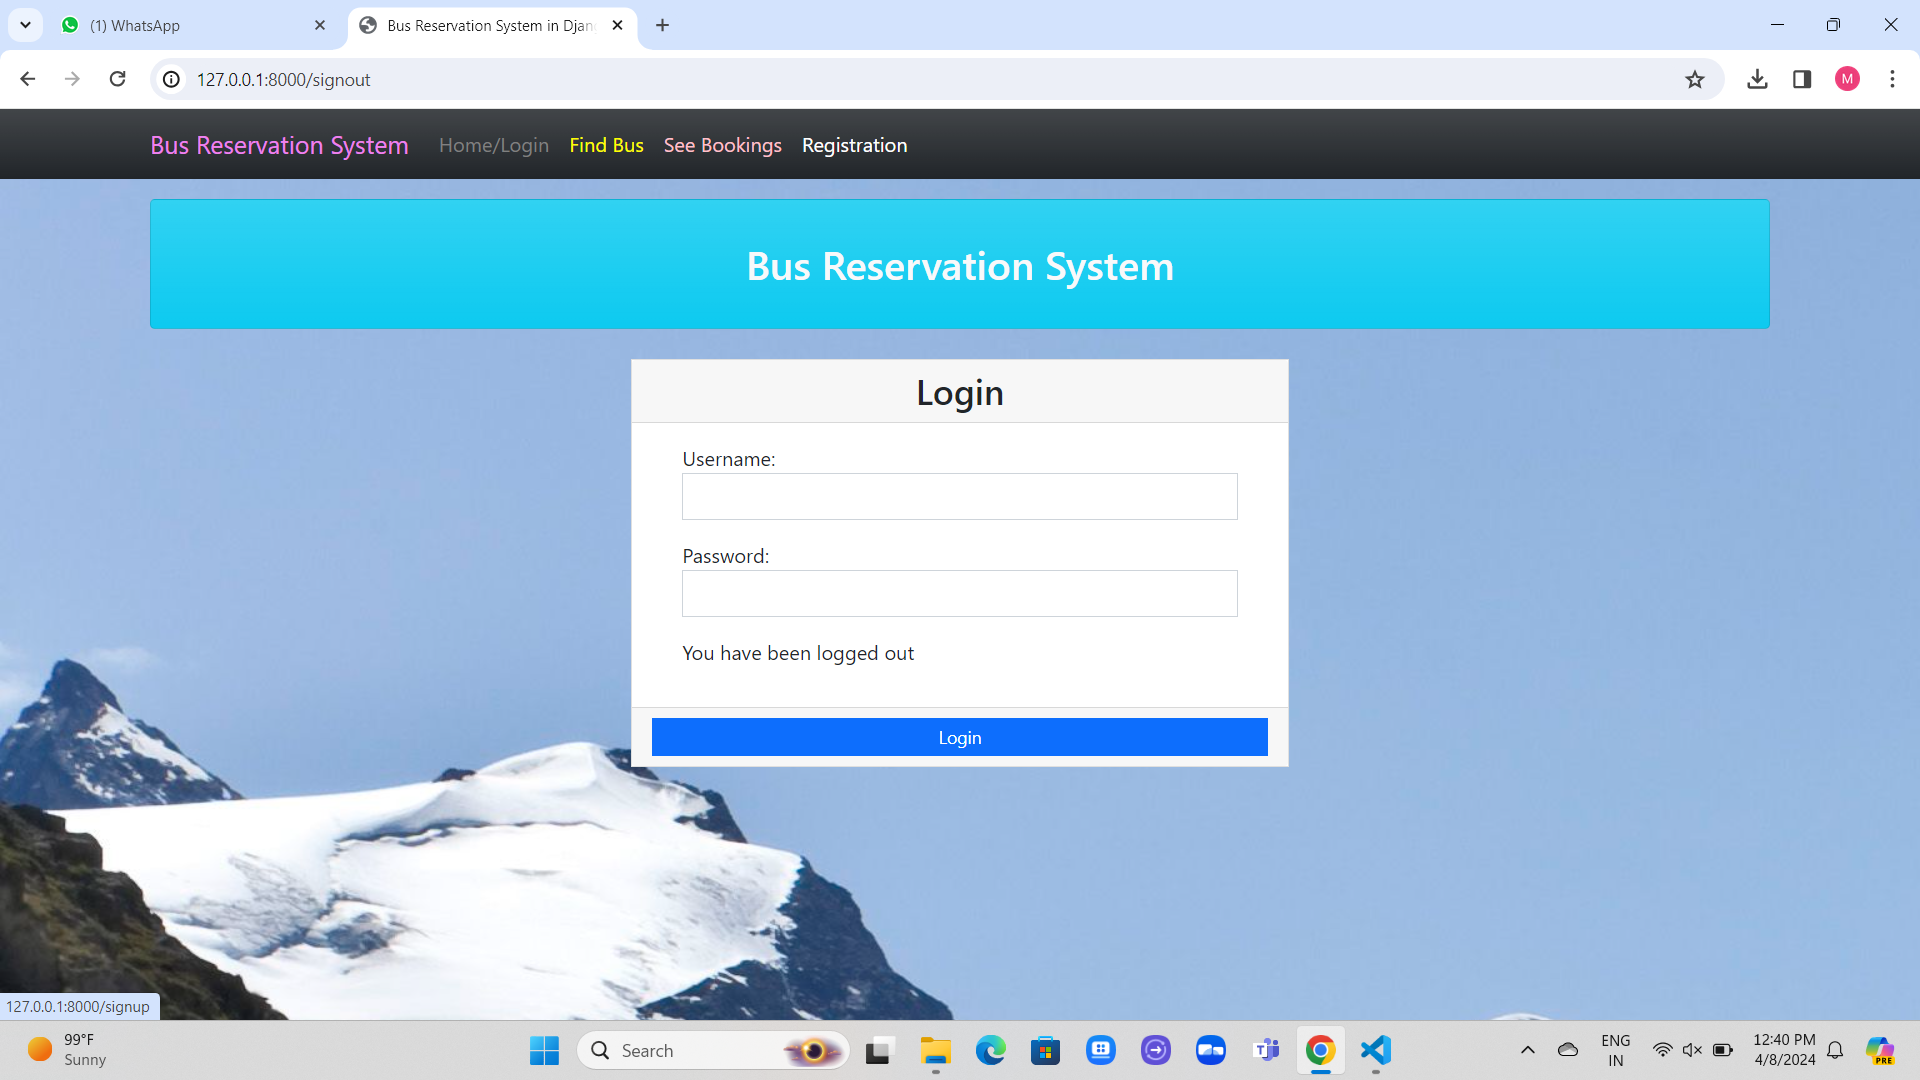 (1) WhatsApp
Bus Reservation System in Djan
127.0.0.1:8000/signout
M
Bus Reservation System Home/Login Find Bus See Bookings Registration
Bus Reservation System
Login
Username:
Password:
You have been logged out
Login
127.0.0.1:8000/signup
99°F
Sunny
Search
T
ENG
IN
12:40 PM
4/8/2024
PRE